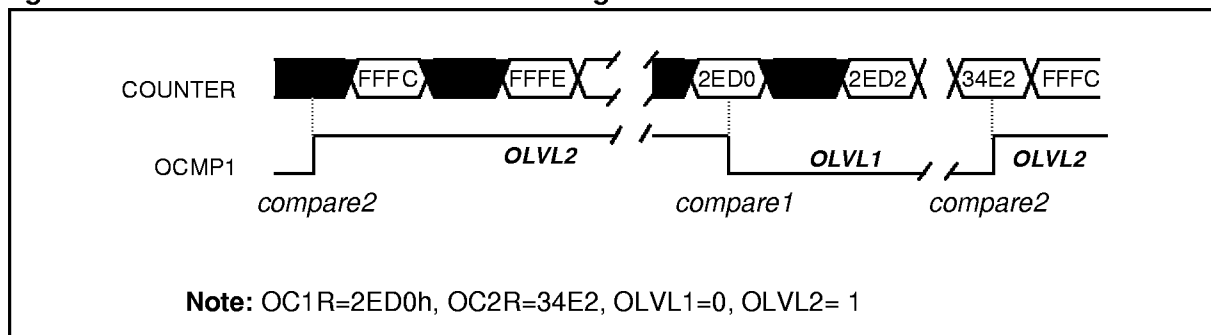 COUNTER FFFC FFFE 2ED0 2ED2 34E2 FFFC
OCMP1 OLVL2 OLVL1 OLVL2
compare2 compare1 compare2
Note: OC1R=2ED0h, OC2R=34E2, OLVL1=0, OLVL2= 1